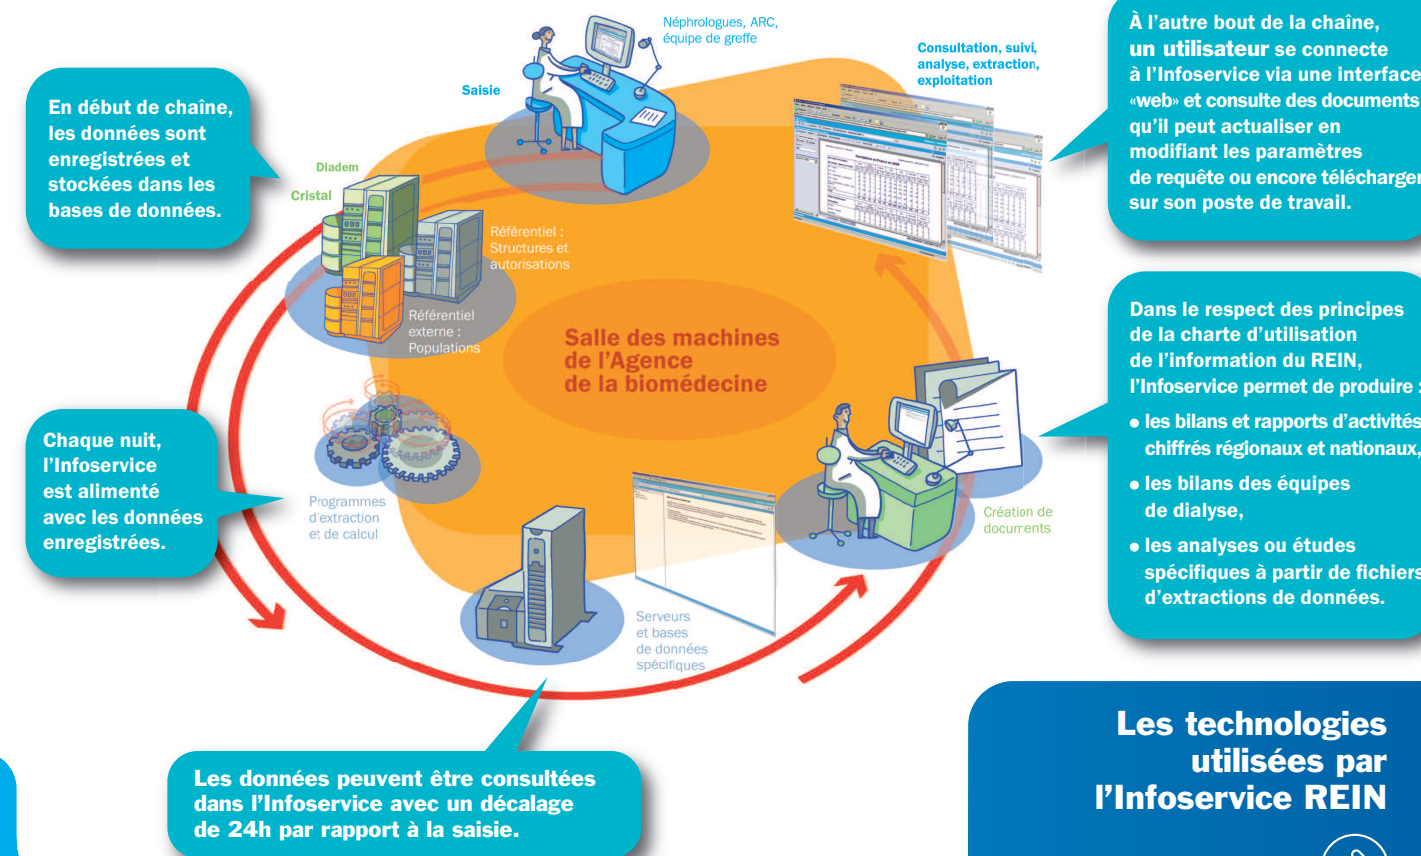 Néphrologues, ARC,
équipe de greffe
Saisie
Consultation, suivi,
analyse, extraction,
exploitation
À l'autre bout de la chaîne,
un utilisateur se connecte
à l'Infoservice via une interface
«web» et consulte des documents
qu'il peut actualiser en
modifiant les paramètres
de requête ou encore télécharger
sur son poste de travail.
En début de chaîne,
les données sont
enregistrées et
stockées dans les
bases de données.
Diadem
Cristal
Référentiel :
Structures et
autorisations
Référentiel
externe :
Populations
Salle des machines
de l'Agence
de la biomédecine
Dans le respect des principes
de la charte d'utilisation
de l'information du REIN,
l'Infoservice permet de produire :
• les bilans et rapports d'activités
chiffrés régionaux et nationaux,
• les bilans des équipes
de dialyse,
• les analyses ou études
spécifiques à partir de fichiers
d'extractions de données.
Chaque nuit,
l'Infoservice
est alimenté
avec les données
enregistrées.
Programmes
d'extraction
et de calcul
Création de
documents
Serveurs
et bases
de données
spécifiques
Les données peuvent être consultées
dans l'Infoservice avec un décalage
de 24h par rapport à la saisie.
Les technologies
utilisées par
l'Infoservice REIN